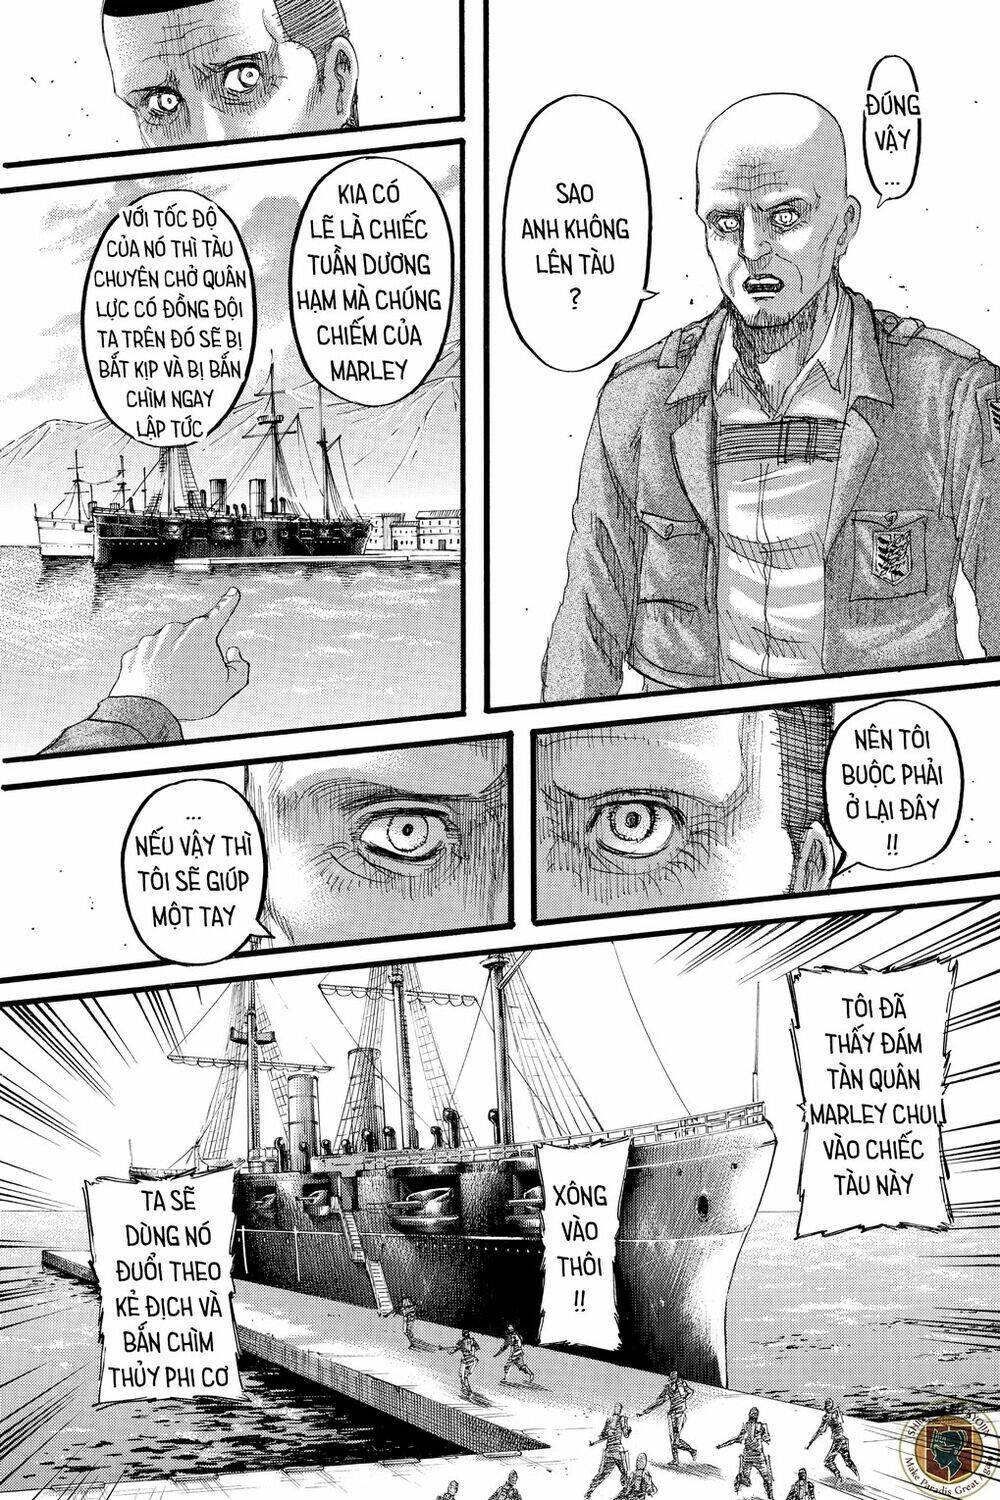 ĐÚNG
VẬY
...
SAO
ANH KHÔNG
LÊN TÀU
?
KIA CÓ
LẼ LÀ CHIẾC
TUẦN DƯƠNG
HẠM MÀ CHÚNG
CHIẾM CỦA
MARLEY
VỚI TỐC ĐỘ
CỦA NÓ THÌ TÀU
CHUYÊN CHỞ QUÂN
LỰC CÓ ĐỒNG ĐỘI
TA TRÊN ĐÓ SẼ BỊ
BẮT KỊP VÀ BỊ BẮN
CHÌM NGAY
LẬP TỨC
NÊN TÔI
BUỘC PHẢI
Ở LẠI ĐÂY
!!
...
NẾU VẬY THÌ
TÔI SẼ GIÚP
MỘT TAY
TÔI ĐÃ
THẤY ĐÁM
TÀN QUÂN
MARLEY CHUI
VÀO CHIẾC
TÀU NÀY
XÔNG
VÀO
THÔI
!!
TA SẼ
DÙNG NÓ
ĐUỔI THEO
KẺ ĐỊCH VÀ
BẮN CHÌM
THỦY PHI CƠ
Make Paradis Great